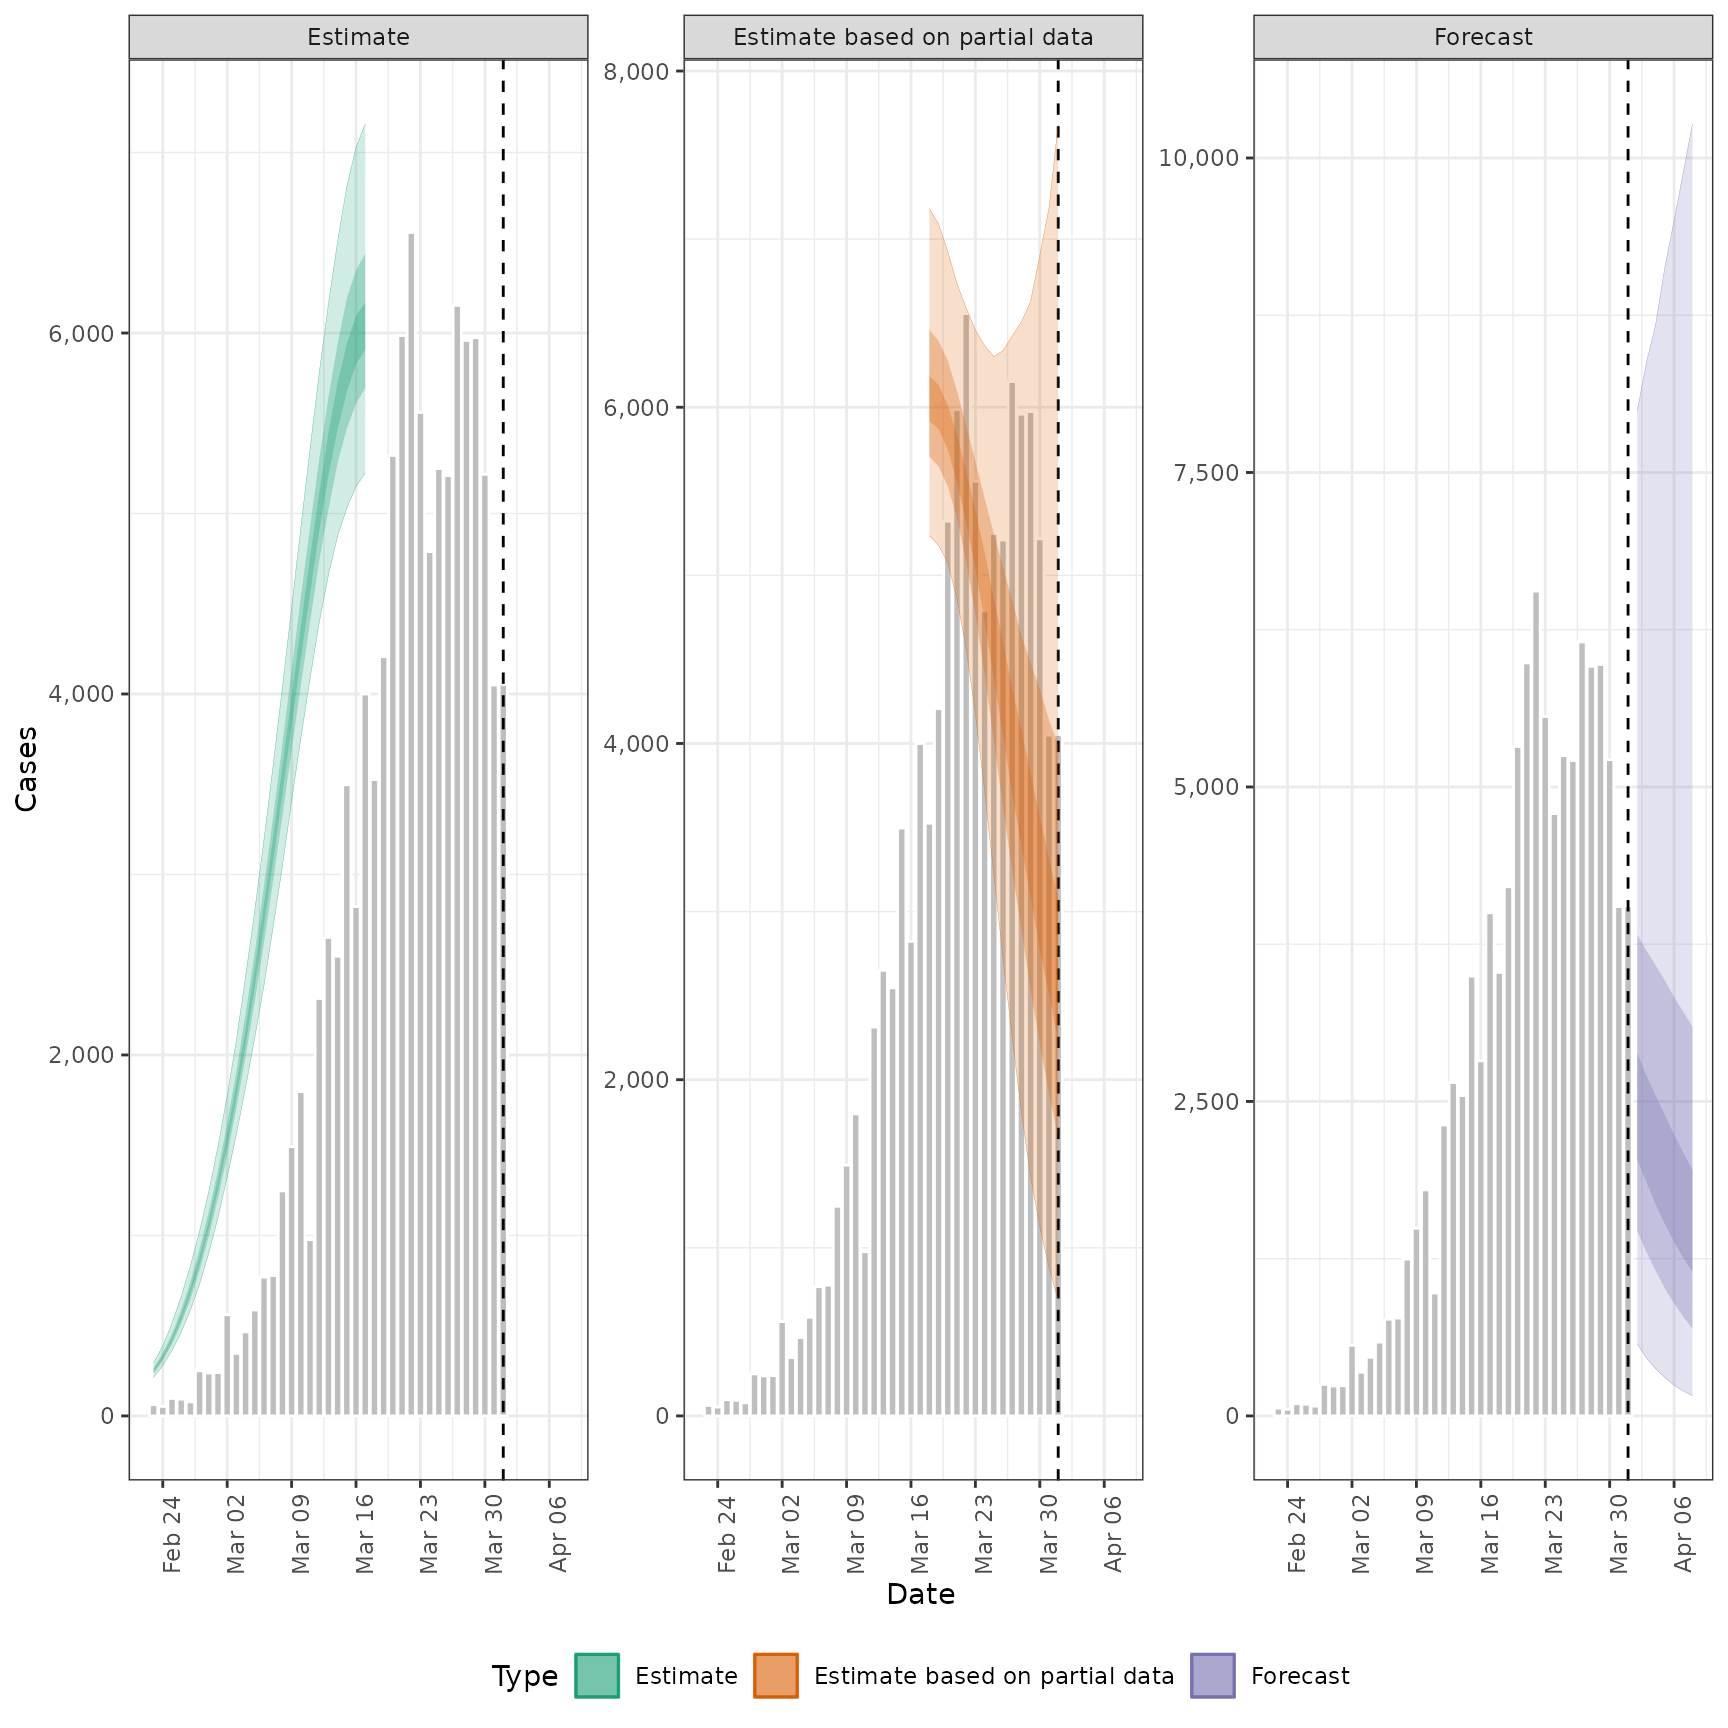 Estimate
Estimate based on partial data
Forecast
Cases
0
2,000
4,000
6,000
0
2,000
4,000
6,000
8,000
0
2,500
5,000
7,500
10,000
Feb 24
Mar 02
Mar 09
Mar 16
Mar 23
Mar 30
Apr 06
Feb 24
Mar 02
Mar 09
Mar 16
Mar 23
Mar 30
Apr 06
Feb 24
Mar 02
Mar 09
Mar 16
Mar 23
Mar 30
Apr 06
Date
Type
Estimate
Estimate based on partial data
Forecast